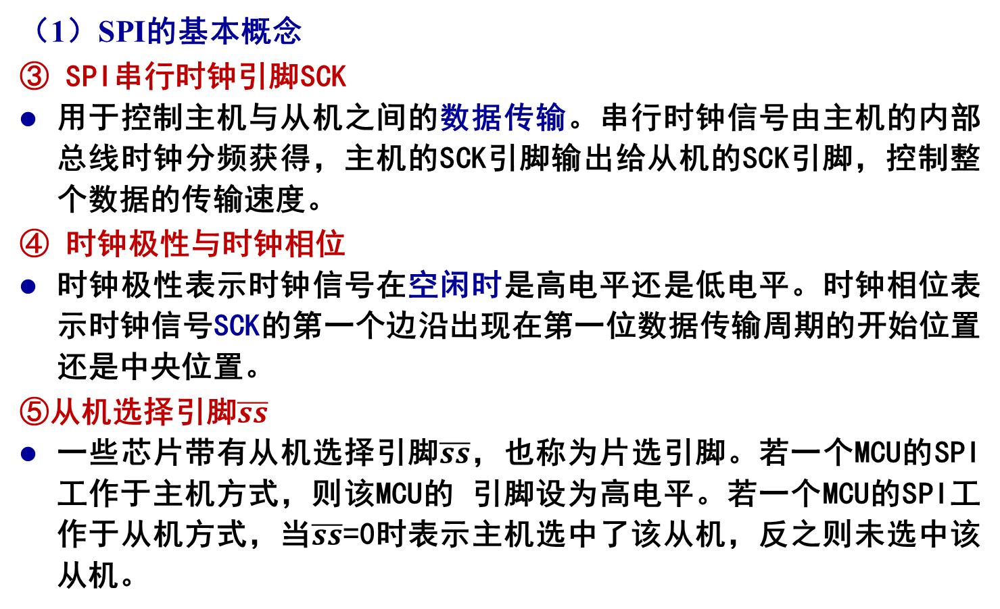 （1）SPI的基本概念
③ SPI串行时钟引脚SCK
● 用于控制主机与从机之间的数据传输。串行时钟信号由主机的内部
总线时钟分频获得，主机的SCK引脚输出给从机的SCK引脚，控制整
个数据的传输速度。
④ 时钟极性与时钟相位
● 时钟极性表示时钟信号在空闲时是高电平还是低电平。时钟相位表
示时钟信号SCK的第一个边沿出现在第一位数据传输周期的开始位置
还是中央位置。
⑤从机选择引脚s̅s̅
● 一些芯片带有从机选择引脚s̅s̅，也称为片选引脚。若一个MCU的SPI
工作于主机方式，则该MCU的 引脚设为高电平。若一个MCU的SPI工
作于从机方式，当s̅s̅=0时表示主机选中了该从机，反之则未选中该
从机。